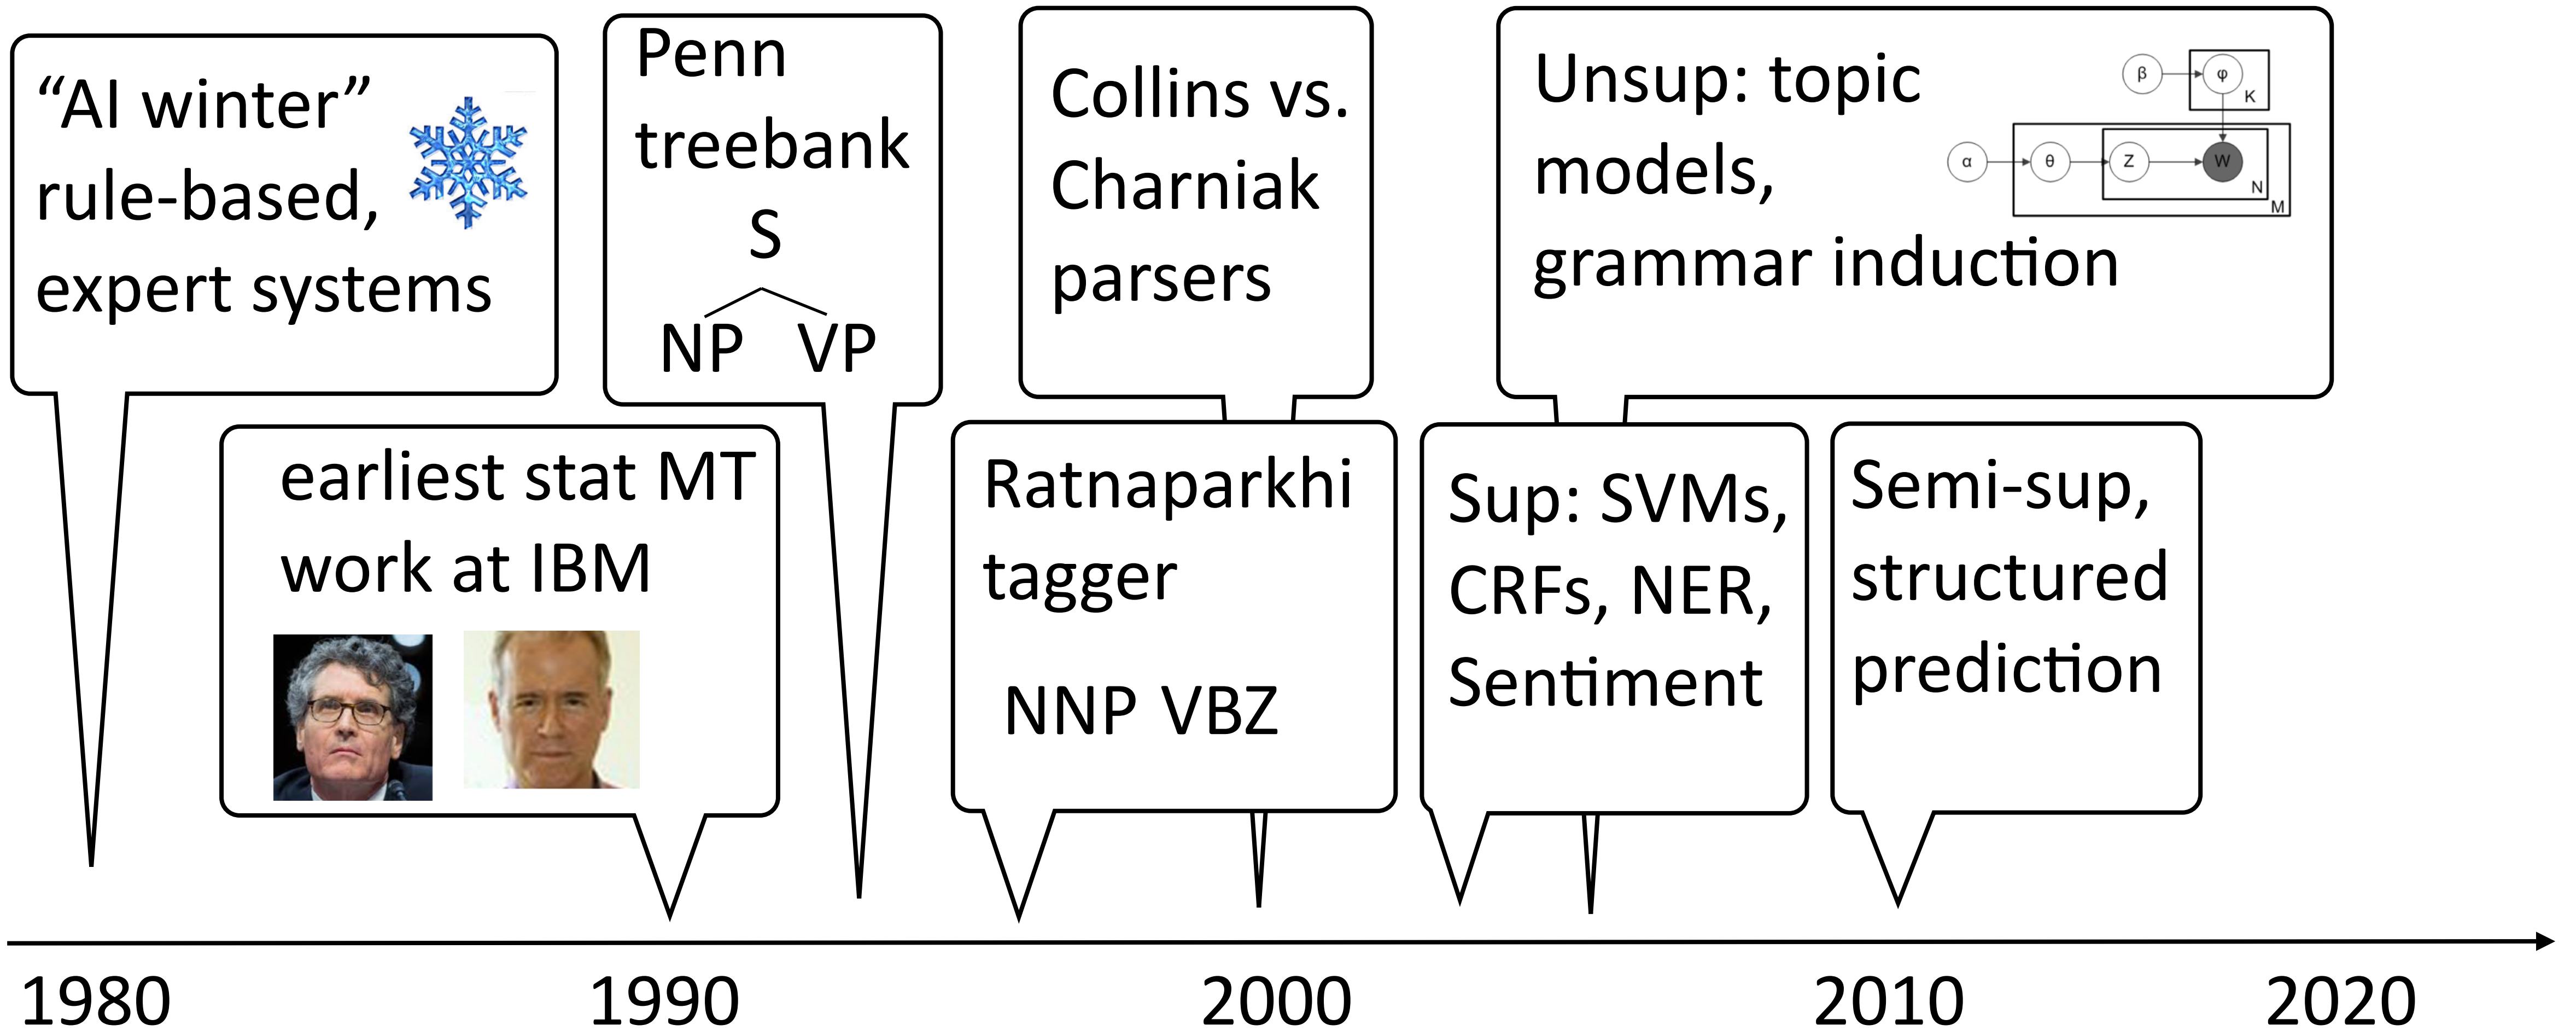 “AI winter”
rule-based,
expert systems
earliest stat MT
work at IBM
Penn
treebank
S
NP VP
Collins vs.
Charniak
parsers
Ratnaparkhi
tagger
NNP VBZ
Unsup: topic
models,
grammar induction
β φ
K
α θ Z W
N
M
Sup: SVMs,
CRFs, NER,
Sentiment
Semi-sup,
structured
prediction
1980 1990 2000 2010 2020